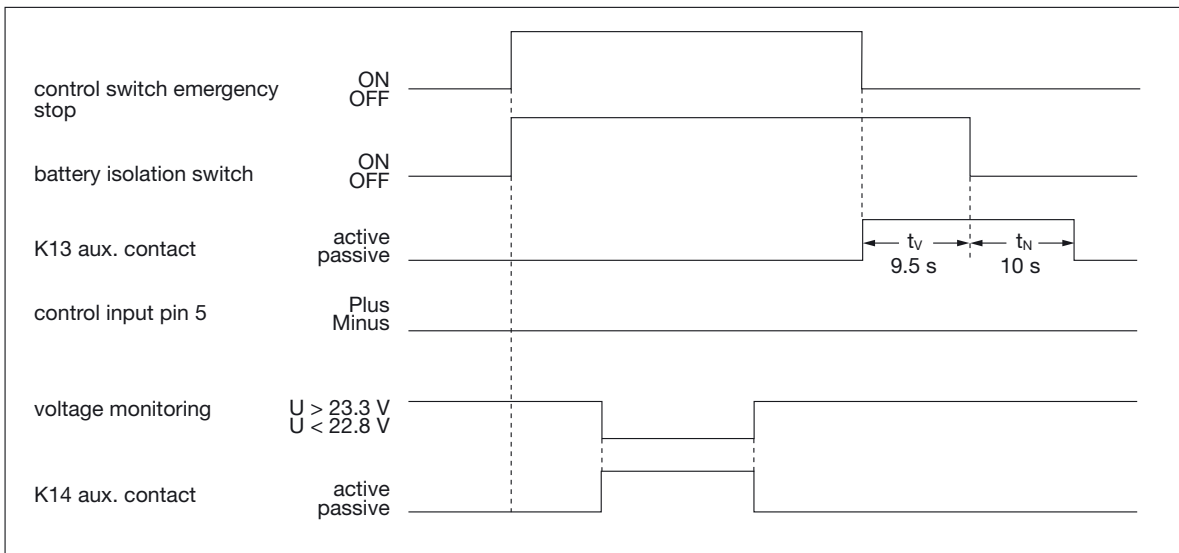 control switch emergency
stop
ON
OFF
battery isolation switch
ON
OFF
K13 aux. contact
active
passive
tV
9.5 s
tN
10 s
control input pin 5
Plus
Minus
voltage monitoring
U > 23.3 V
U < 22.8 V
K14 aux. contact
active
passive